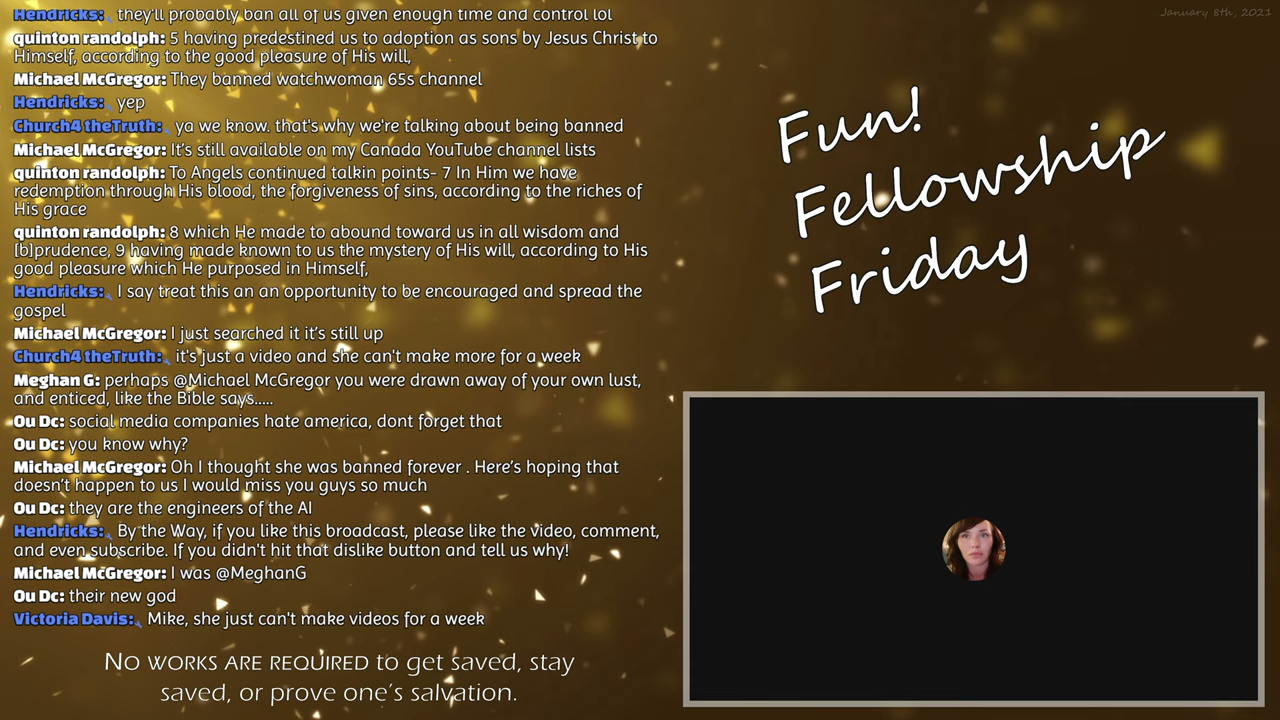 Hendricks: they'll probably ban all of us given enough time and control lol
quinton randolph: 5 having predestined us to adoption as sons by Jesus Christ to
Himself, according to the good pleasure of His will,
Michael McGregor: They banned watchwoman 65s channel
Hendricks: yep
Church4 theTruth: ya we know. that's why we're talking about being banned
Michael McGregor: It's still available on my Canada YouTube channel lists
quinton randolph: To Angels continued talkin points- 7 In Him we have
redemption through His blood, the forgiveness of sins, according to the riches of
His grace
quinton randolph: 8 which He made to abound toward us in all wisdom and
[b]prudence, 9 having made known to us the mystery of His will, according to His
good pleasure which He purposed in Himself,
Hendricks: I say treat this an an opportunity to be encouraged and spread the
gospel
Michael McGregor: I just searched it it's still up
Church4 theTruth: it's just a video and she can't make more for a week
Meghan G: perhaps @Michael McGregor you were drawn away of your own lust,
and enticed, like the Bible says.....
Ou Dc: social media companies hate america, dont forget that
Ou Dc: you know why?
Michael McGregor: Oh I thought she was banned forever . Here's hoping that
doesn't happen to us I would miss you guys so much
Ou Dc: they are the engineers of the AI
Hendricks: By the Way, if you like this broadcast, please like the video, comment,
and even subscribe. If you didn't hit that dislike button and tell us why!
Michael McGregor: I was @MeghanG
Ou Dc: their new god
Victoria Davis: Mike, she just can't make videos for a week
No works are required to get saved, stay
saved, or prove one's salvation.
January 8th, 2021
Fun!
Fellowship
Friday